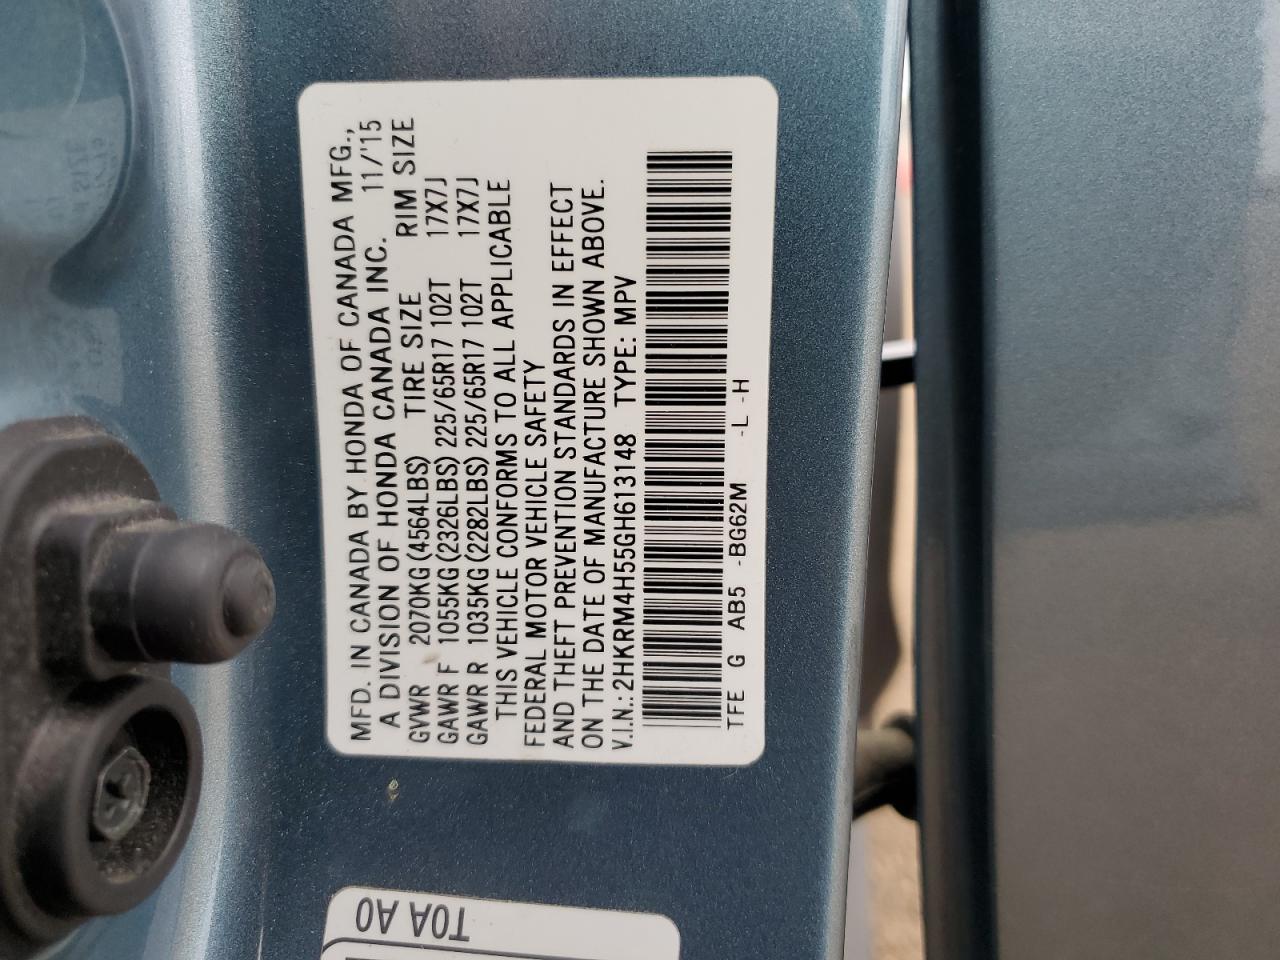 MFD. IN CANADA BY HONDA OF CANADA MFG.,
A DIVISION OF HONDA CANADA INC. 11/'15
GVWR 2070KG(4564LBS) TIRE SIZE RIM SIZE
GAWR F 1055KG(2326LBS) 225/65R17 102T 17X7J
GAWR R 1035KG(2282LBS) 225/65R17 102T 17X7J
THIS VEHICLE CONFORMS TO ALL APPLICABLE
FEDERAL MOTOR VEHICLE SAFETY
AND THEFT PREVENTION STANDARDS IN EFFECT
ON THE DATE OF MANUFACTURE SHOWN ABOVE.
V.I.N.: 2HKRM4H55GH613148 TYPE: MPV
TFE G AB5 -BG62M -L -H
T0A A0